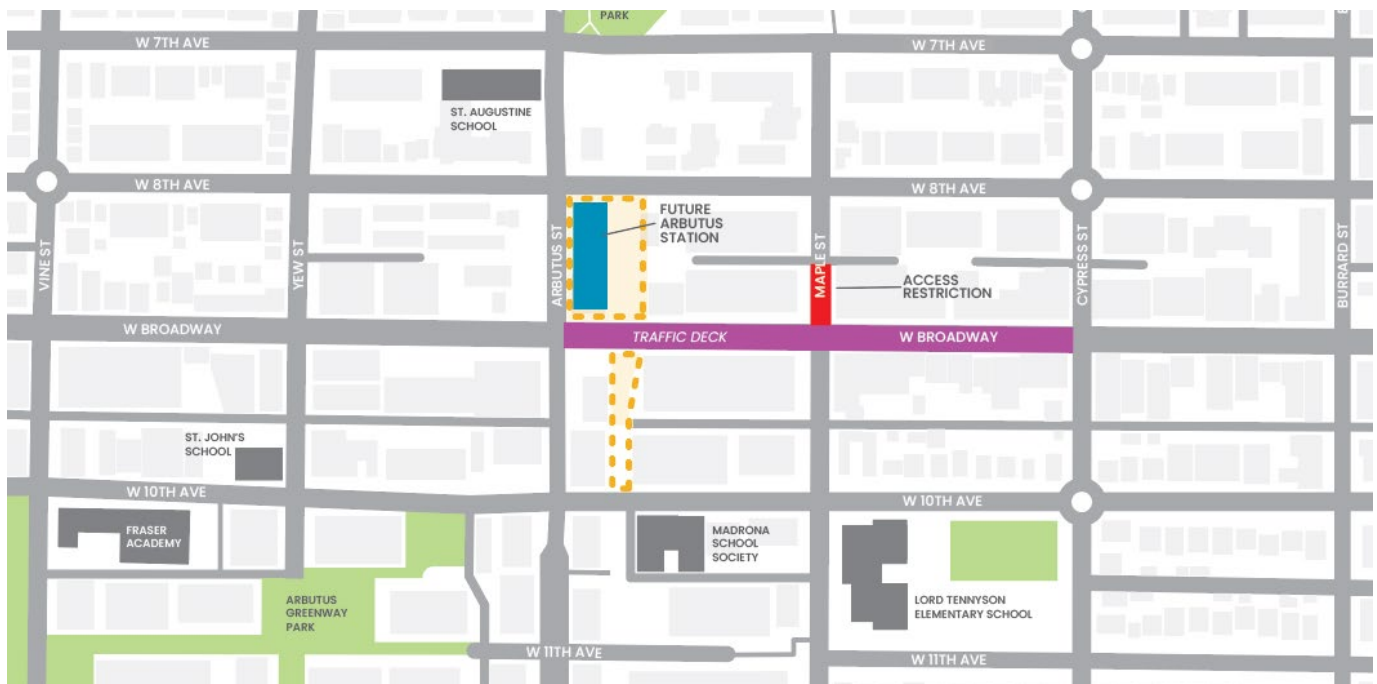 PARK
W 7TH AVE
W 7TH AVE
ST. AUGUSTINE
SCHOOL
W 8TH AVE
W 8TH AVE
FUTURE
ARBUTUS
STATION
VINE ST
YEW ST
ARBUTUS ST
MAPLE ST
ACCESS
RESTRICTION
CYPRESS ST
BURRARD ST
W BROADWAY
TRAFFIC DECK
W BROADWAY
ST. JOHN'S
SCHOOL
W 10TH AVE
W 10TH AVE
FRASER
ACADEMY
MADRONA
SCHOOL
SOCIETY
ARBUTUS
GREENWAY
PARK
LORD TENNYSON
ELEMENTARY SCHOOL
W 11TH AVE
W 11TH AVE